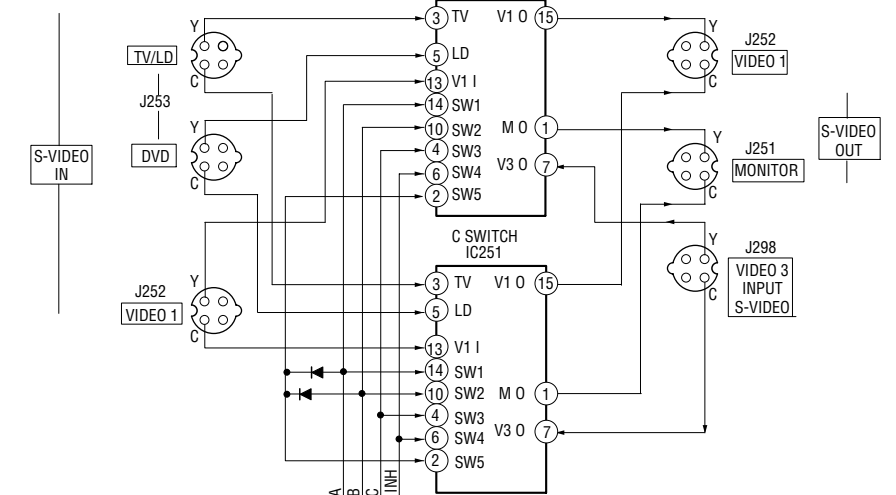 Y
TV/LD
C
J253
Y
DVD
C
S-VIDEO
IN
Y
J252
VIDEO 1
C
3 TV
5 LD
13 V1 I
14 SW1
10 SW2
4 SW3
6 SW4
2 SW5
V1 O 15
M O 1
V3 O 7
C SWITCH
IC251
3 TV
5 LD
13 V1 I
14 SW1
10 SW2
4 SW3
6 SW4
2 SW5
V1 O 15
M O 1
V3 O 7
A
B
C
INH
Y
J252
VIDEO 1
C
Y
J251
MONITOR
C
Y
J298
VIDEO 3
INPUT
S-VIDEO
C
S-VIDEO
OUT